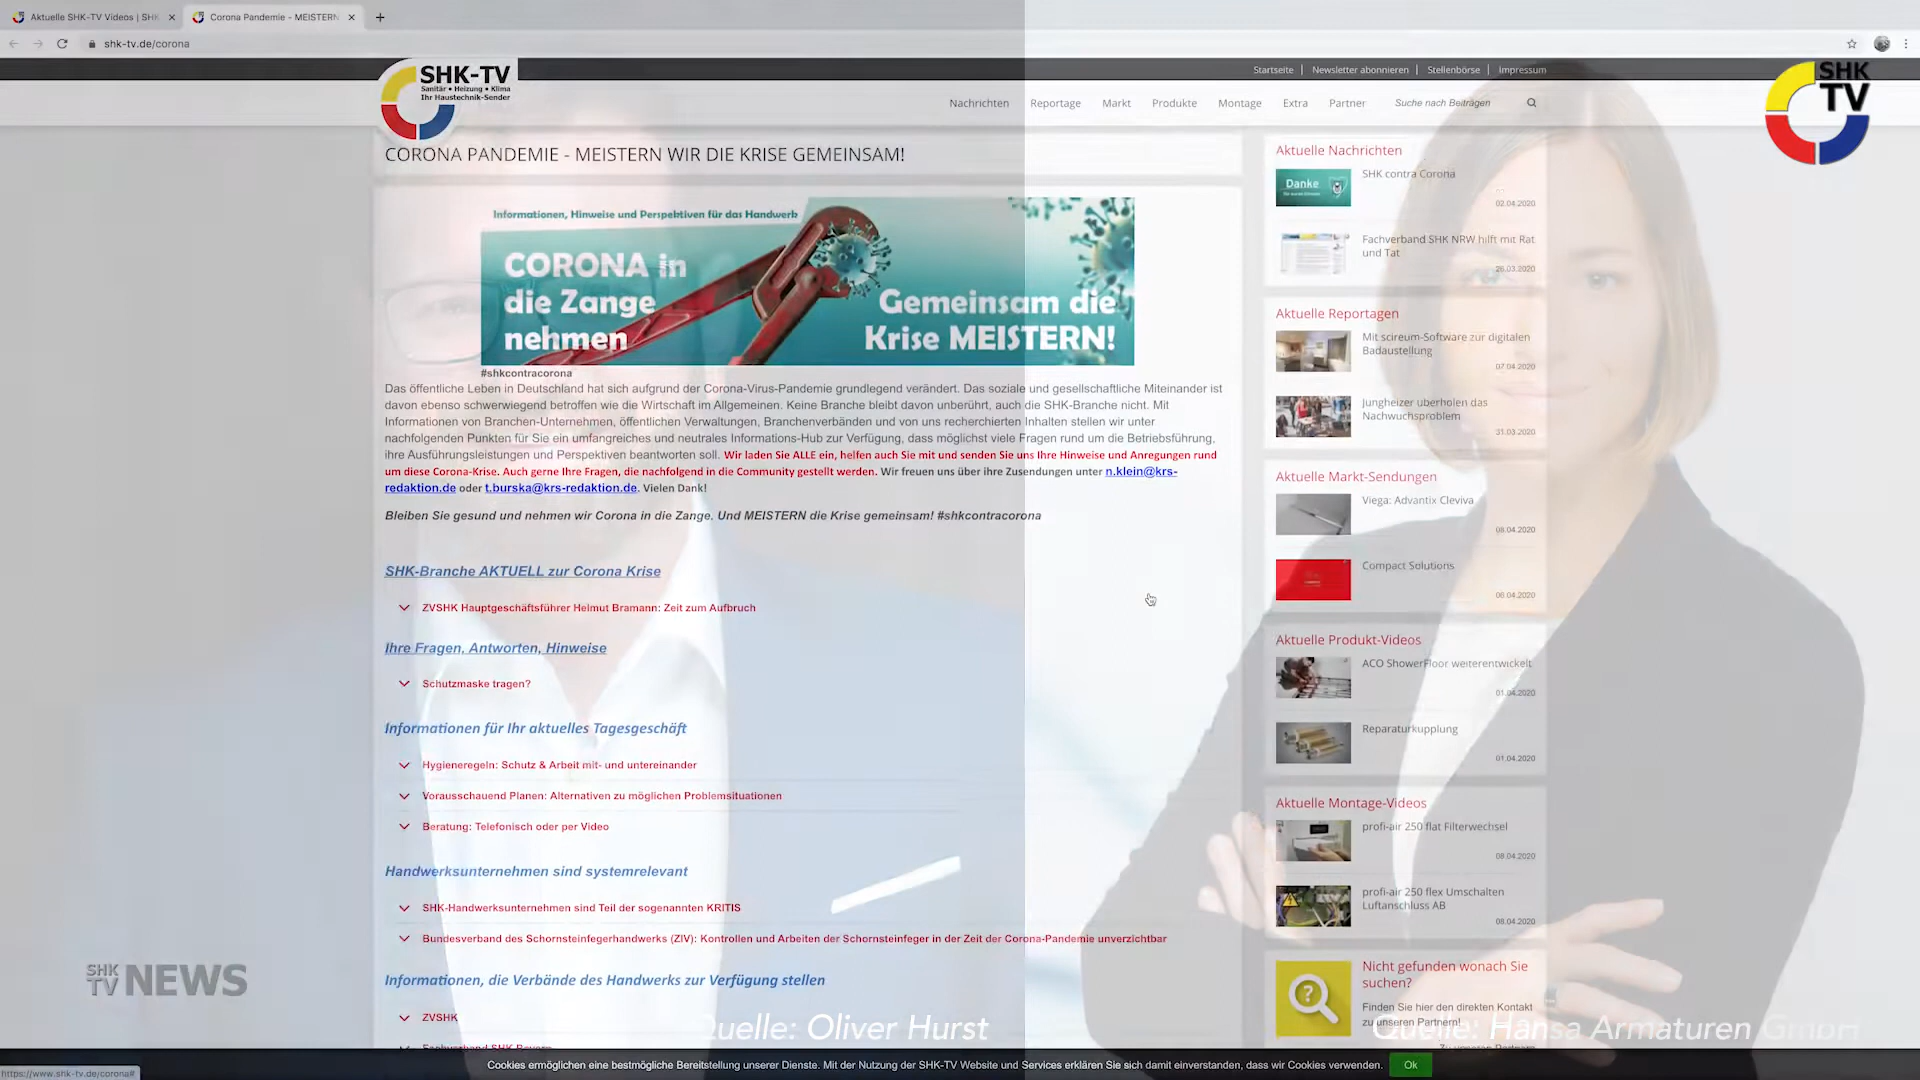 Aktuelle SHK-TV Videos | SHK
Corona Pandemie - MEISTERN
shk-tv.de/corona
Startseite | Newsletter abonnieren | Stellenbörse | Impressum
SHK-TV
Sanitär • Heizung • Klima
Ihr Haustechnik-Sender
SHK
TV
Nachrichten Reportage Markt Produkte Montage Extra Partner Suche nach Beiträgen
CORONA PANDEMIE - MEISTERN WIR DIE KRISE GEMEINSAM!
Informationen, Hinweise und Perspektiven für das Handwerk
CORONA in
die Zange
nehmen
Gemeinsam die
Krise MEISTERN!
#shkcontracorona
Das öffentliche Leben in Deutschland hat sich aufgrund der Corona-Virus-Pandemie grundlegend verändert. Das soziale und gesellschaftliche Miteinander ist
davon ebenso schwerwiegend betroffen wie die Wirtschaft im Allgemeinen. Keine Branche bleibt davon unberührt, auch die SHK-Branche nicht. Mit
Informationen von Branchen-Unternehmen, öffentlichen Verwaltungen, Branchenverbänden und von uns recherchierten Inhalten stellen wir unter
nachfolgenden Punkten für Sie ein umfangreiches und neutrales Informations-Hub zur Verfügung, dass möglichst viele Fragen rund um die Betriebsführung,
ihre Ausführungsleistungen und Perspektiven beantworten soll. Wir laden Sie ALLE ein, helfen auch Sie mit und senden Sie uns Ihre Hinweise und Anregungen rund
um diese Corona-Krise. Auch gerne Ihre Fragen, die nachfolgend in die Community gestellt werden. Wir freuen uns über ihre Zusendungen unter n.klein@krs-
redaktion.de oder t.burska@krs-redaktion.de. Vielen Dank!
Bleiben Sie gesund und nehmen wir Corona in die Zange. Und MEISTERN die Krise gemeinsam! #shkcontracorona
SHK-Branche AKTUELL zur Corona Krise
ZVSHK Hauptgeschäftsführer Helmut Bramann: Zeit zum Aufbruch
Ihre Fragen, Antworten, Hinweise
Schutzmaske tragen?
Informationen für Ihr aktuelles Tagesgeschäft
Hygieneregeln: Schutz & Arbeit mit- und untereinander
Vorausschauend Planen: Alternativen zu möglichen Problemsituationen
Beratung: Telefonisch oder per Video
Handwerksunternehmen sind systemrelevant
SHK-Handwerksunternehmen sind Teil der sogenannten KRITIS
Bundesverband des Schornsteinfegerhandwerks (ZIV): Kontrollen und Arbeiten der Schornsteinfeger in der Zeit der Corona-Pandemie unverzichtbar
Informationen, die Verbände des Handwerks zur Verfügung stellen
ZVSHK
Fachverband SHK Bayern
Aktuelle Nachrichten
Danke
SHK contra Corona
02.04.2020
Fachverband SHK NRW hilft mit Rat
und Tat
26.03.2020
Aktuelle Reportagen
Mit scireum-Software zur digitalen
Badaustellung
07.04.2020
Jungheizer überholen das
Nachwuchsproblem
31.03.2020
Aktuelle Markt-Sendungen
Viega: Advantix Cleviva
08.04.2020
Compact Solutions
06.04.2020
Aktuelle Produkt-Videos
ACO ShowerFloor weiterentwickelt
01.04.2020
Reparaturkupplung
01.04.2020
Aktuelle Montage-Videos
profi-air 250 flat Filterwechsel
08.04.2020
profi-air 250 flex Umschalten
Luftanschluss AB
08.04.2020
Nicht gefunden wonach Sie
suchen?
Finden Sie hier den direkten Kontakt
zu unseren Partnern!
SHK
TV NEWS
Quelle: Oliver Hurst
Quelle: Hansa Armaturen GmbH
Cookies ermöglichen eine bestmögliche Bereitstellung unserer Dienste. Mit der Nutzung der SHK-TV Website und Services erklären Sie sich damit einverstanden, dass wir Cookies verwenden. Ok
https://www.shk-tv.de/corona#